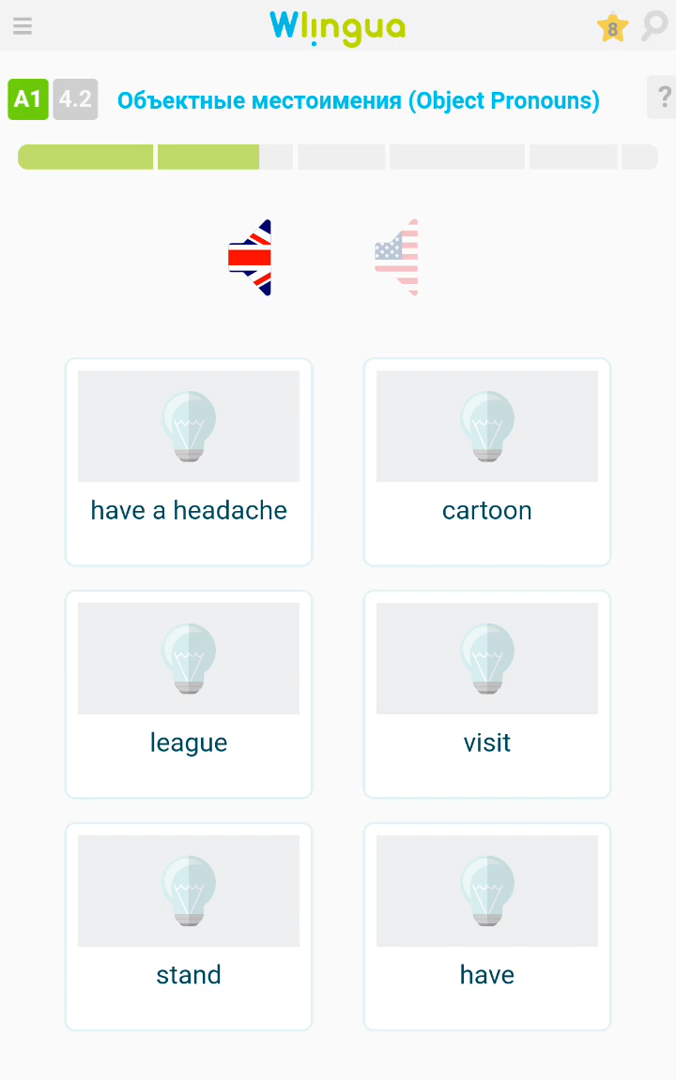 Wlingua
8
A1 4.2 Объектные местоимения (Object Pronouns) ?
have a headache
cartoon
league
visit
stand
have